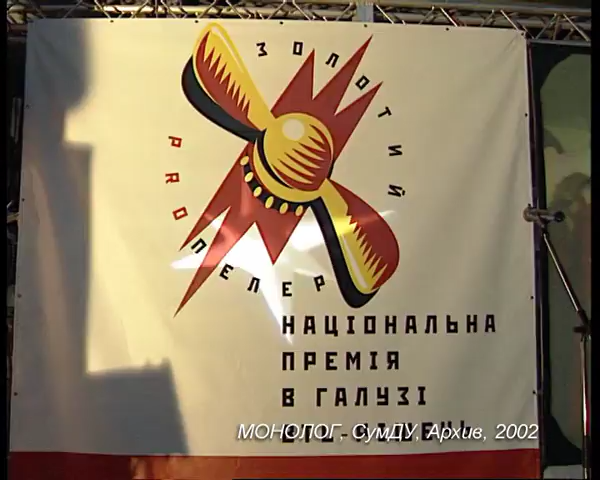 ЗОЛОТИЙ
PROПЕЛЕР
НАЦІОНАЛЬНА
ПРЕМІЯ
В ГАЛУЗІ
МОНОЛОГ, СумДУ, Архив, 2002